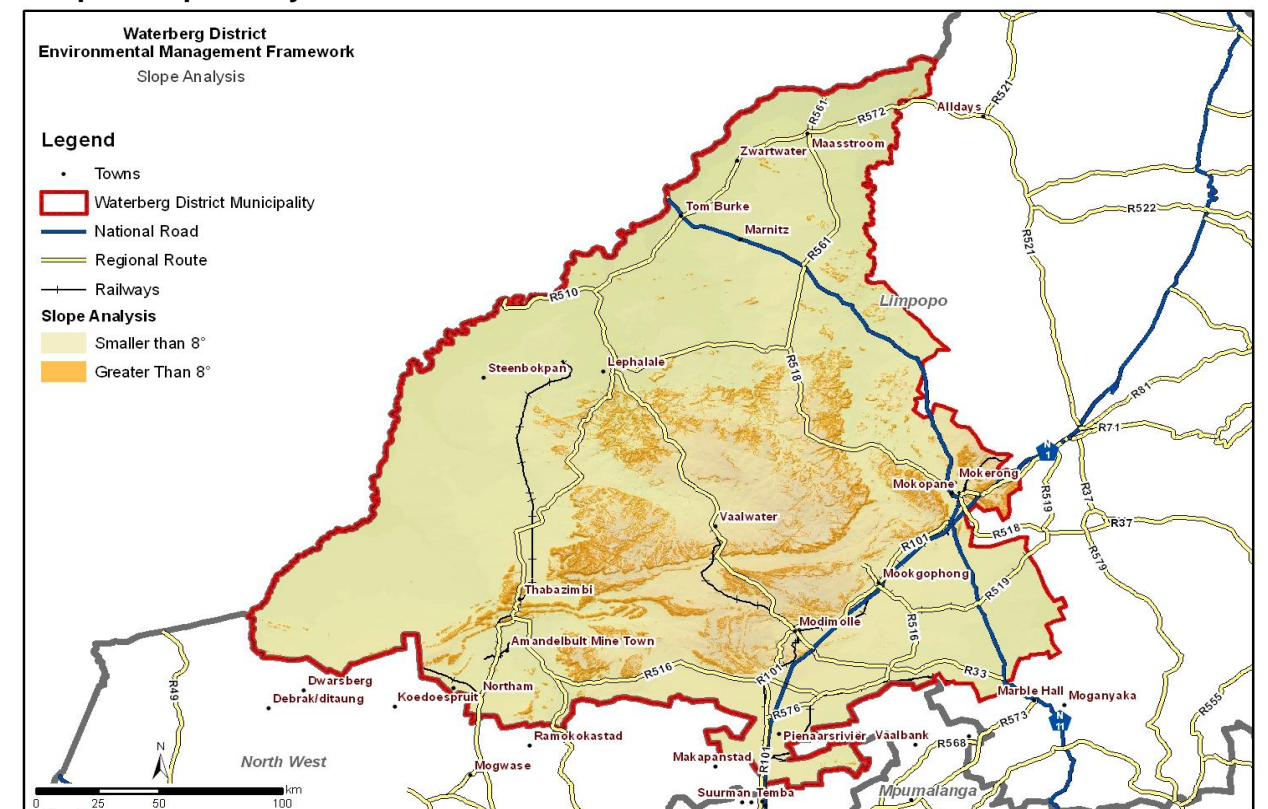 Waterberg District
Environmental Management Framework
Slope Analysis
Legend
Towns
Waterberg District Municipality
National Road
Regional Route
Railways
Slope Analysis
Smaller than 8°
Greater Than 8°
R561
R572
Alldays
R521
Maasstroom
Zwartwater
Tom Burke
R522
Marnitz
R521
R561
R510
Limpopo
Steenbokpan
Lephalale
R518
R81
R71
N
1
Mokerong
Mokopane
R519
R37
Vaalwater
R518
R37
R101
R579
Mookgophong
R519
Thabazimbi
Modimolle
R516
Amandelbult Mine Town
R516
R101
R33
Dwarsberg
Debrak/ditaung
Koedoespruit
Northam
R49
Marble Hall
Moganyaka
R555
R576
R573
N
11
Ramokokastad
Pienaarsrivier
Vaalbank
R568
N
North West
Mogwase
Makapanstad
R101
Suurman
Temba
Mpumalanga
km
0
25
50
100